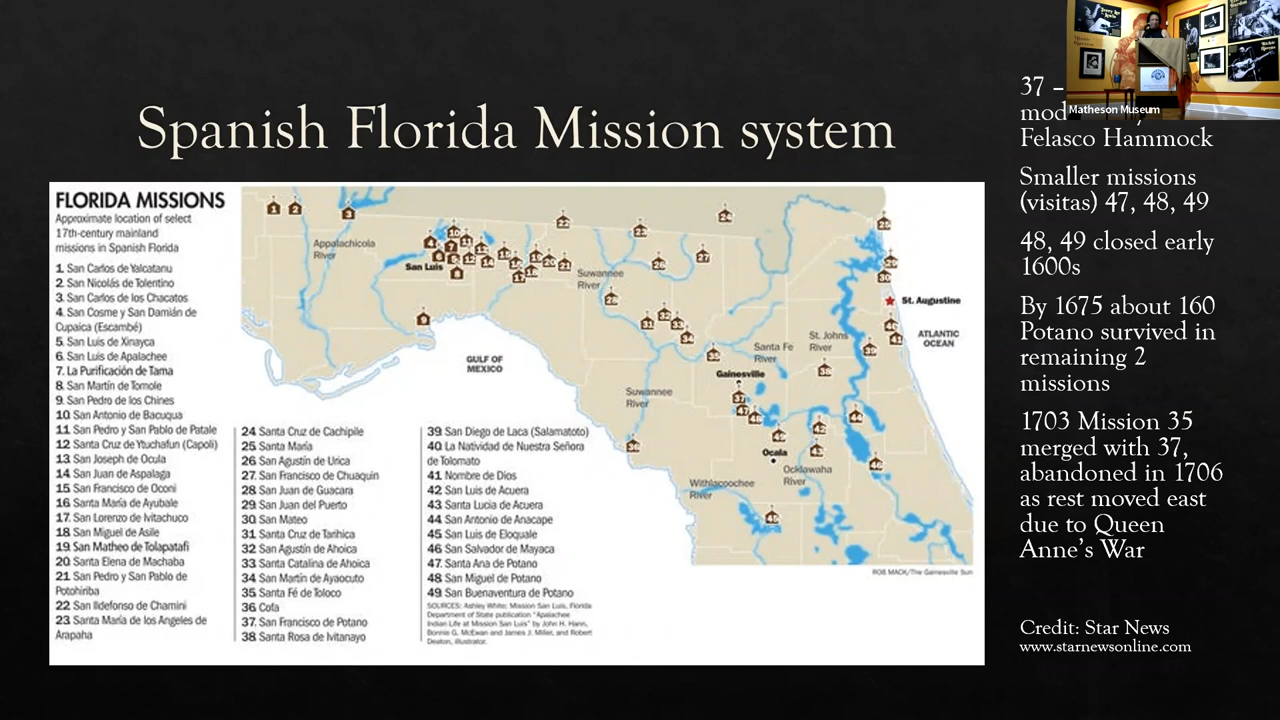 Spanish Florida Mission system
FLORIDA MISSIONS
Approximate location of select
17th-century mainland
missions in Spanish Florida
1. San Carlos de Yalcatanu
2. San Nicolás de Tolentino
3. San Carlos de los Chacatos
4. San Cosme y San Damián de
Cupaica (Escambé)
5. San Luis de Xinayca
6. San Luis de Apalachee
7. La Purificación de Tama
8. San Martín de Tomole
9. San Pedro de los Chines
10. San Antonio de Bacuqua
11 San Pedro y San Pablo de Patale
12 Santa Cruz de Ytuchafun (Capoli)
13 San Joseph de Ocula
14 San Juan de Aspalaga
15 San Francisco de Oconi
16 Santa María de Ayubale
17. San Lorenzo de Ivitachuco
18. San Miguel de Asile
19. San Matheo de Tolapatafi
20. Santa Elena de Machaba
21 San Pedro y San Pablo de
Potohiriba
22 San Ildefonso de Chamini
23 Santa María de los Angeles de
Arapaha
24 Santa Cruz de Cachipile
25 Santa María
26 San Agustín de Urica
27. San Francisco de Chuaquin
28 San Juan de Guacara
29 San Juan del Puerto
30 San Mateo
31 Santa Cruz de Tarihica
32 San Agustín de Ahoica
33 Santa Catalina de Ahoica
34 San Martín de Ayaocuto
35 Santa Fé de Toloco
36 Cofa
37. San Francisco de Potano
38 Santa Rosa de Ivitanayo
39 San Diego de Laca (Salamatoto)
40 La Natividad de Nuestra Señora
de Tolomato
41 Nombre de Dios
42 San Luis de Acuera
43 Santa Lucia de Acuera
44 San Antonio de Anacape
45 San Luis de Eloquale
46 San Salvador de Mayaca
47. Santa Ana de Potano
48 San Miguel de Potano
49 San Buenaventura de Potano
SOURCES: Ashley White; Mission San Luis, Florida
Department of State publication "Apalachee
Indian Life at Mission San Luis" by John H. Hann,
Bonnie G. McEwan and James J. Miller, and Robert
Deaton, illustrator.
Appalachicola
River
San Luis
GULF OF
MEXICO
Suwannee
River
Suwannee
River
Santa Fe
River
Gainesville
St. Johns
River
St. Augustine
ATLANTIC
OCEAN
Ocala
Ocklawaha
River
Withlacoochee
River
ROB MACK/The Gainesville Sun
37 –
Felasco Hammock
Smaller missions
(visitas) 47, 48, 49
48, 49 closed early
1600s
By 1675 about 160
Potano survived in
remaining 2
missions
1703 Mission 35
merged with 37,
abandoned in 1706
as rest moved east
due to Queen
Anne's War
Credit: Star News
www.starnewsonline.com
Matheson Museum